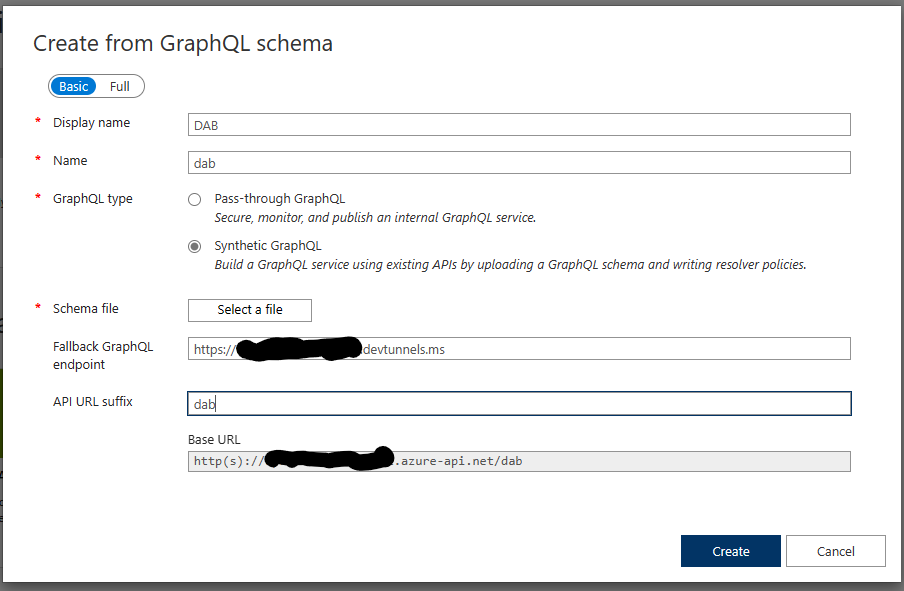 Create from GraphQL schema
Basic Full
* Display name DAB
* Name dab
* GraphQL type Pass-through GraphQL
Secure, monitor, and publish an internal GraphQL service.
Synthetic GraphQL
Build a GraphQL service using existing APIs by uploading a GraphQL schema and writing resolver policies.
* Schema file Select a file
Fallback GraphQL endpoint https:// .devtunnels.ms
API URL suffix dab
Base URL
http(s):// .azure-api.net/dab
Create Cancel